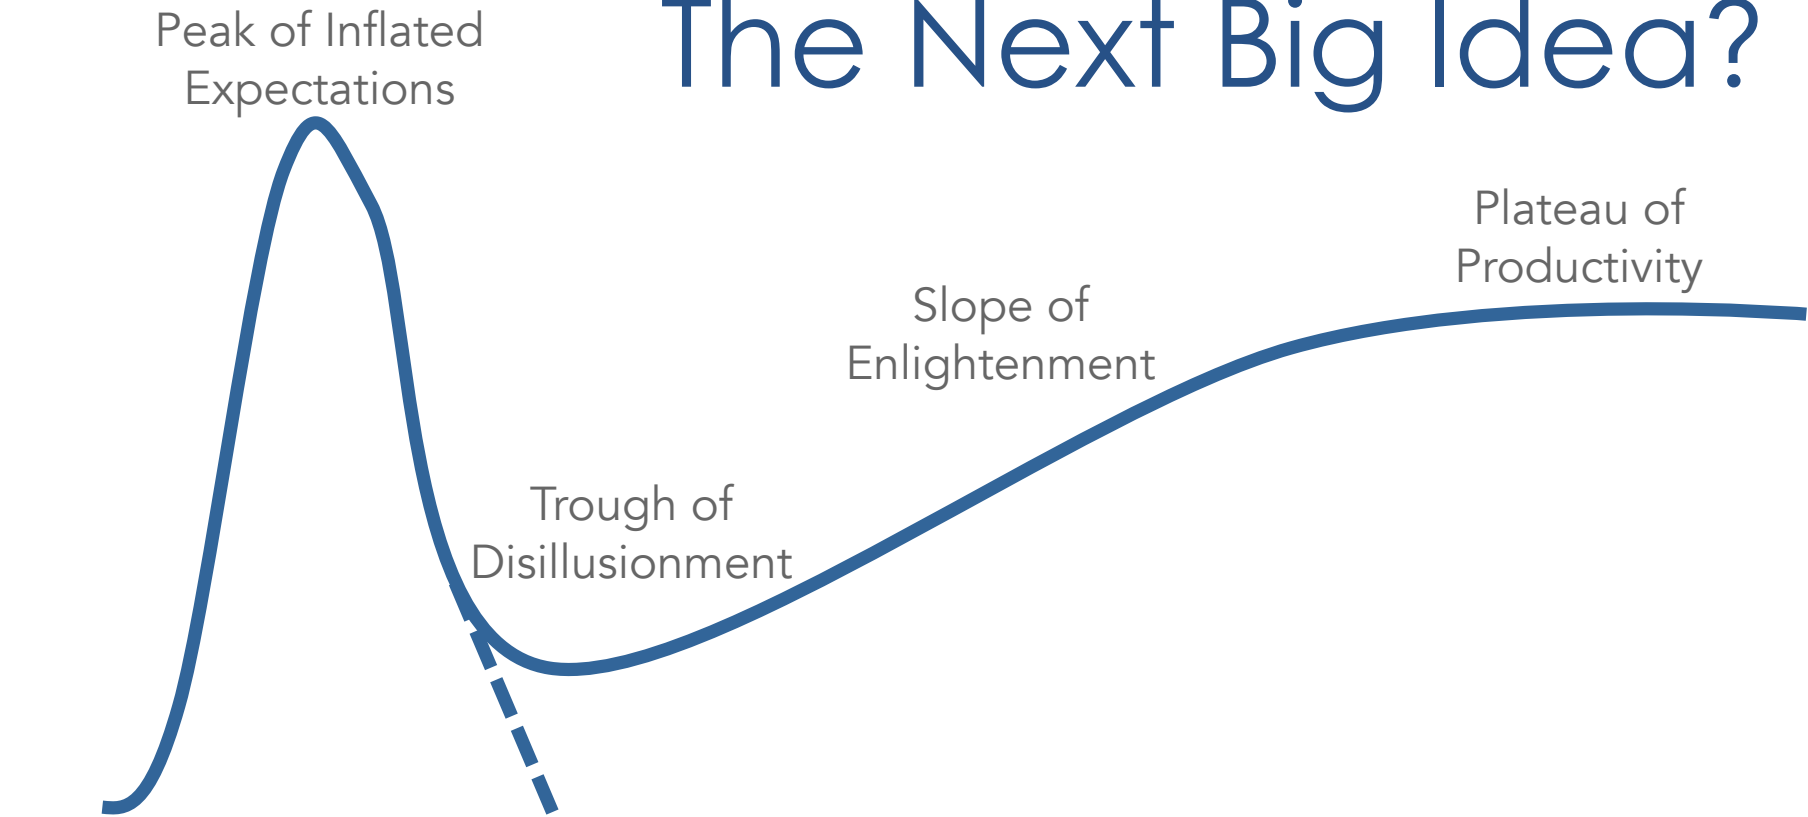 Peak of Inflated
Expectations
The Next Big Idea?
Plateau of
Productivity
Slope of
Enlightenment
Trough of
Disillusionment